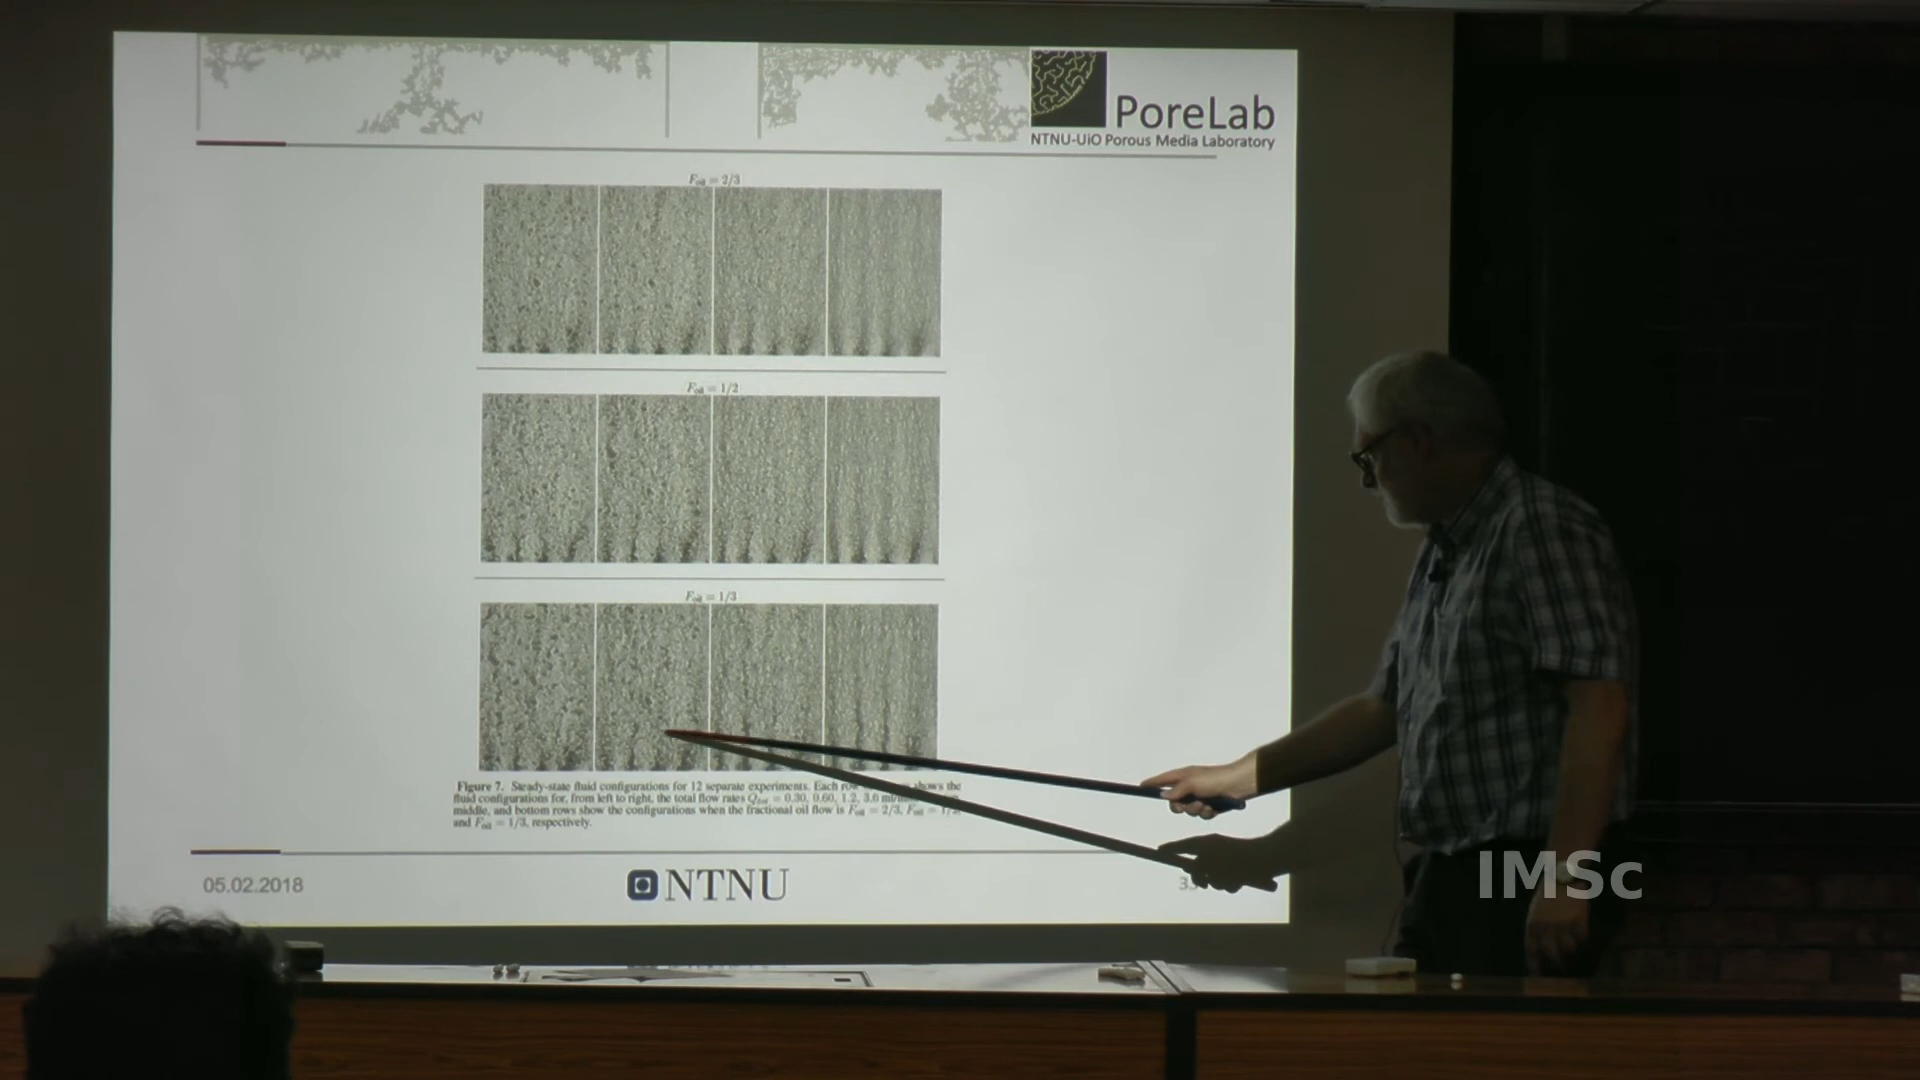 PoreLab
NTNU-UiO Porous Media Laboratory
F_oil = 2/3
F_oil = 1/2
F_oil = 1/3
Figure 7. Steady-state fluid configurations for 12 separate experiments. Each shows the
fluid configurations for, from left to right, the total flow rates Q_tot = 0.30, 0.60, 1.2, 3.6
middle, and bottom rows show the configurations when the fractional oil flow is F_oil = 2/3, F_oil =
and F_oil = 1/3, respectively.
05.02.2018
NTNU
IMSc